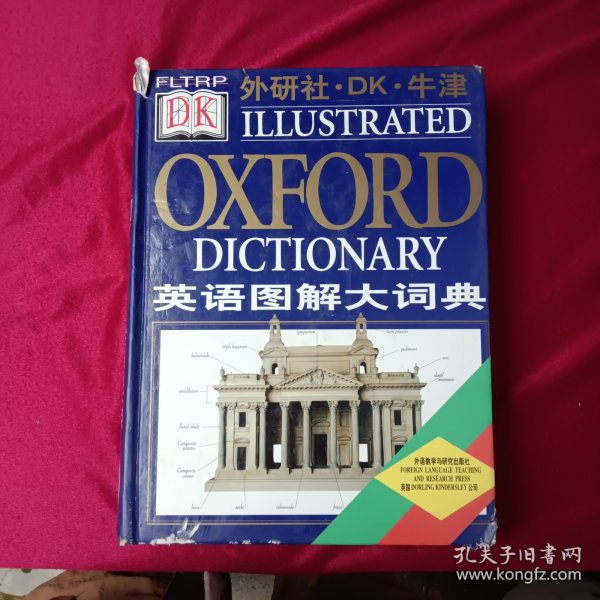 FLTRP
DK
外研社·DK·牛津
ILLUSTRATED
OXFORD
DICTIONARY
英语图解大词典
外语教学与研究出版社
FOREIGN LANGUAGE TEACHING
AND RESEARCH PRESS
英国DORLING KINDERSLEY公司
孔夫子旧书网
www.kongfz.com